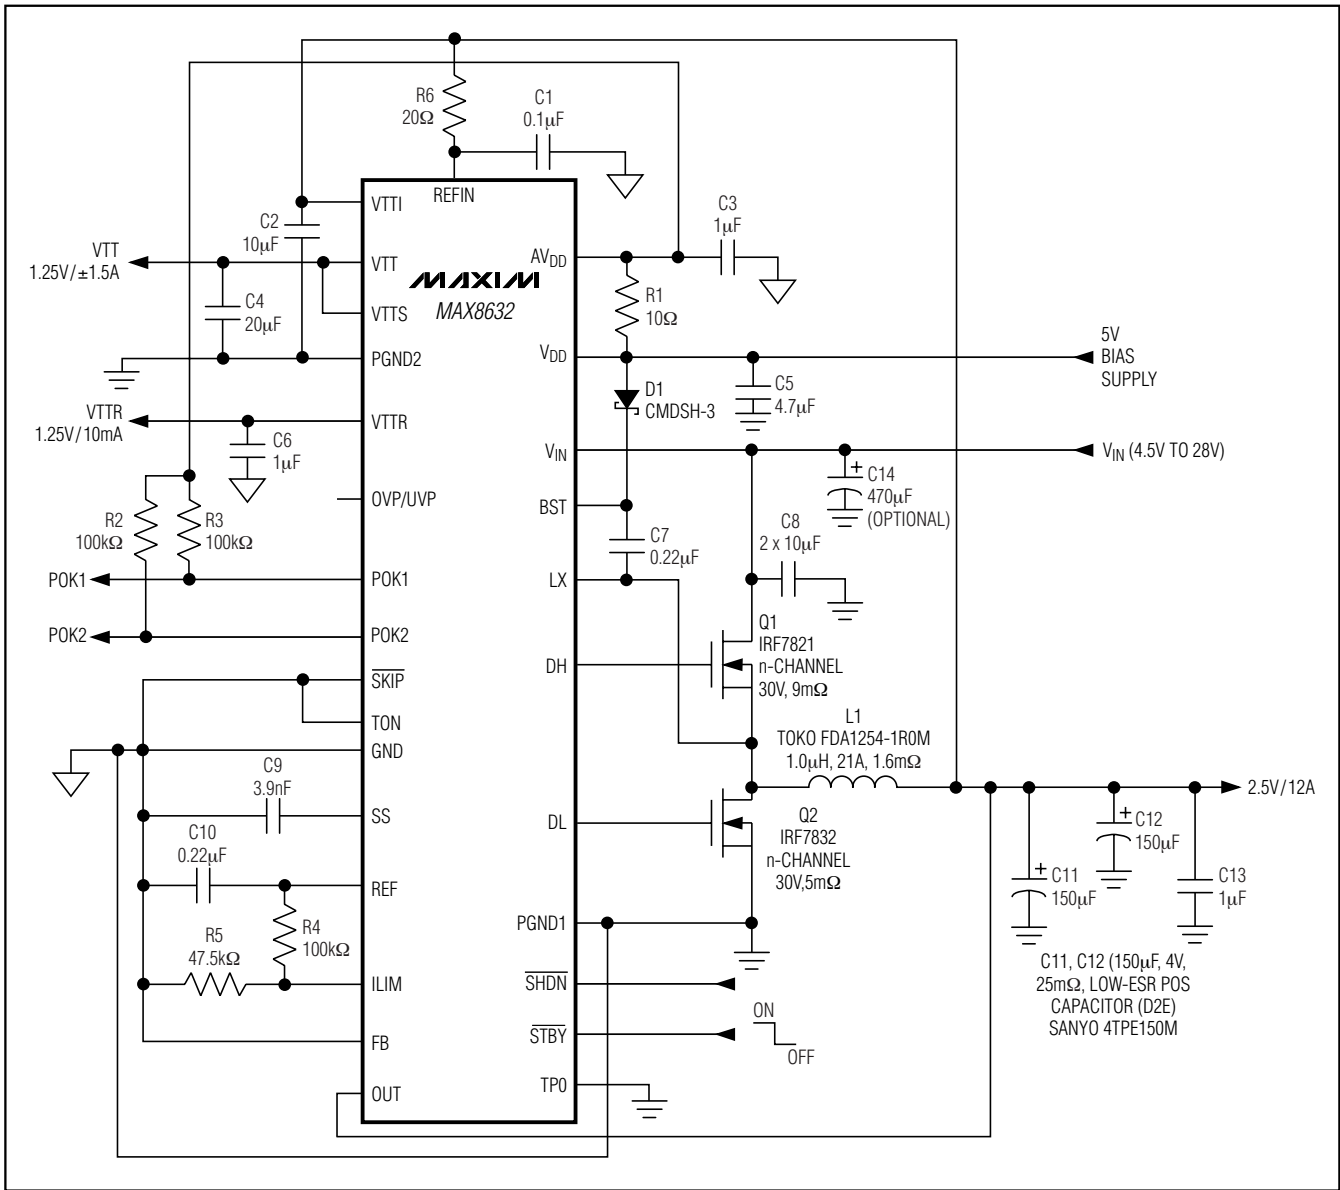 R6
20Ω
C1
0.1µF
REFIN
VTTI
C2
10µF
C3
1µF
VTT
1.25V/±1.5A
VTT
AVDD
MAXIM
MAX8632
C4
20µF
VTTS
R1
10Ω
PGND2
VDD
5V
BIAS
SUPPLY
C5
4.7µF
D1
CMDSH-3
VTTR
1.25V/10mA
VTTR
C6
1µF
VIN
VIN (4.5V TO 28V)
+
C14
470µF
(OPTIONAL)
OVP/UVP
BST
R2
100kΩ
R3
100kΩ
C7
0.22µF
C8
2 x 10µF
POK1
POK1
LX
POK2
POK2
Q1
IRF7821
n-CHANNEL
30V, 9mΩ
DH
SKIP
TON
GND
L1
TOKO FDA1254-1R0M
1.0µH, 21A, 1.6mΩ
2.5V/12A
C9
3.9nF
SS
DL
Q2
IRF7832
n-CHANNEL
30V,5mΩ
+
C12
150µF
C10
0.22µF
REF
+
C11
150µF
C13
1µF
PGND1
R5
47.5kΩ
R4
100kΩ
ILIM
SHDN
C11, C12 (150µF, 4V,
25mΩ, LOW-ESR POS
CAPACITOR (D2E)
SANYO 4TPE150M
FB
STBY
ON
OFF
OUT
TP0